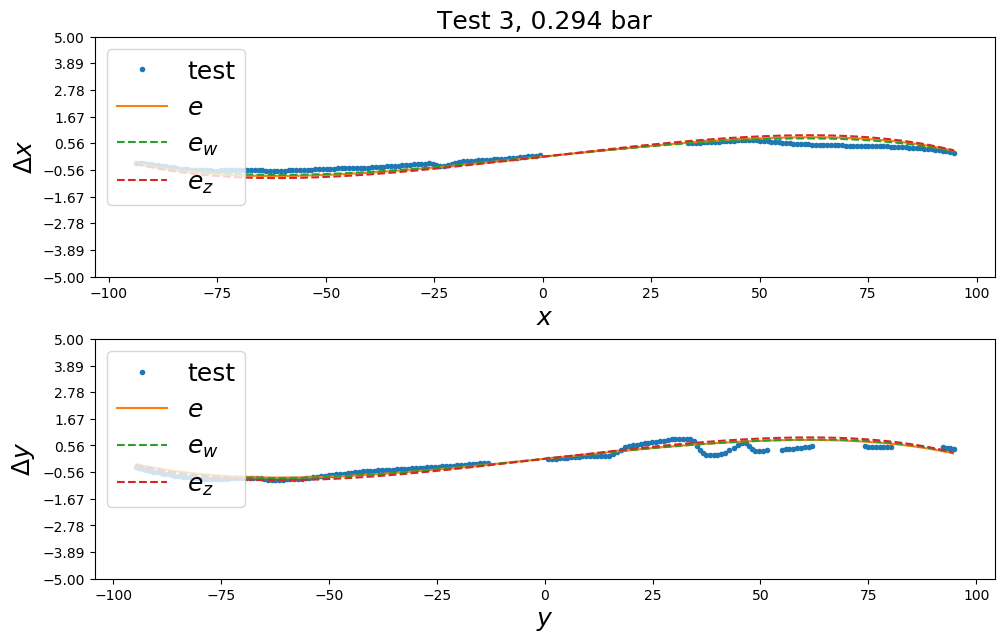 Test 3, 0.294 bar
5.00
3.89
2.78
1.67
0.56
−0.56
−1.67
−2.78
−3.89
−5.00
Δx
test
e
e_w
e_z
−100 −75 −50 −25 0 25 50 75 100
x
5.00
3.89
2.78
1.67
0.56
−0.56
−1.67
−2.78
−3.89
−5.00
Δy
test
e
e_w
e_z
−100 −75 −50 −25 0 25 50 75 100
y